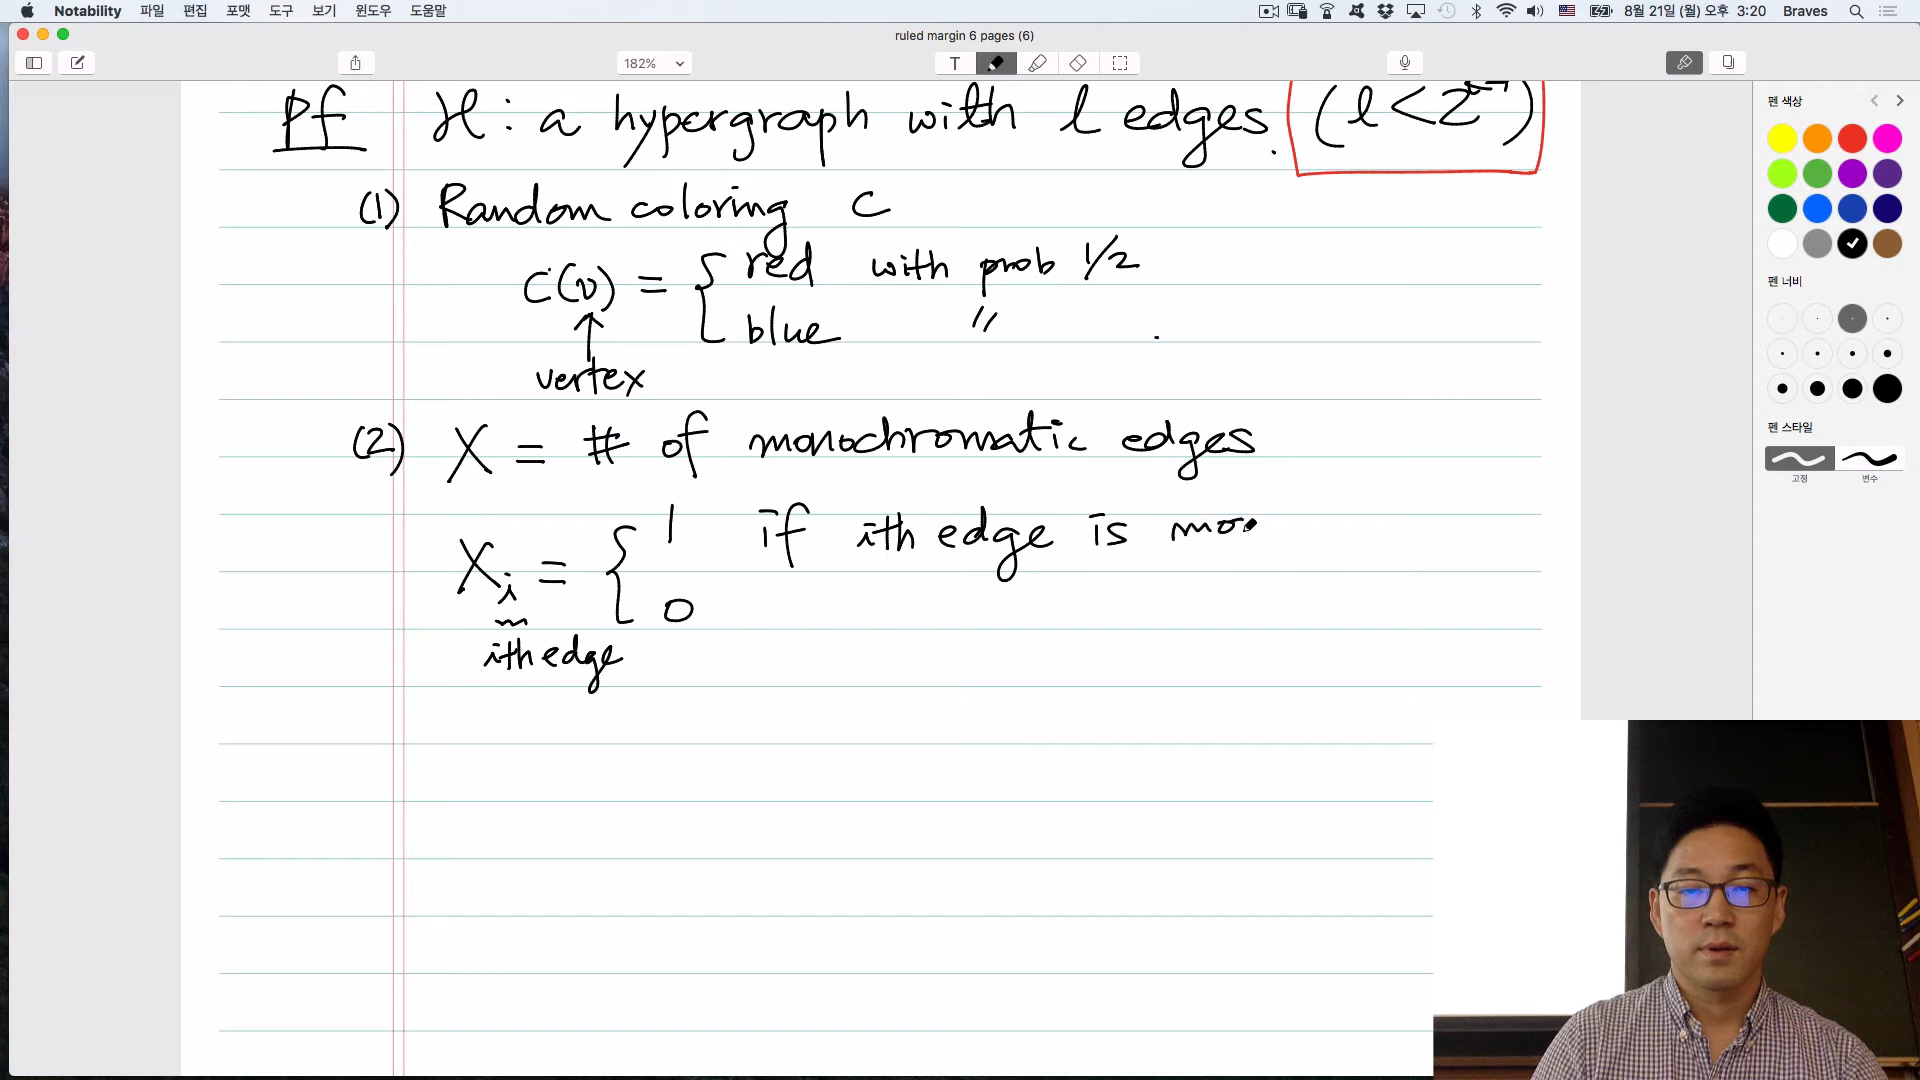 Notability 파일 편집 포맷 도구 보기 윈도우 도움말 8월 21일 (월) 오후 3:20 Braves
ruled margin 6 pages (6)
182% T
Pf H : a hypergraph with l edges. (l < 2^{k-1})
(1) Random coloring C
C(v) = { red with prob 1/2
blue "
↑
vertex
(2) X = # of monochromatic edges
X_i = { 1 if ith edge is mo
0
ith edge
펜 색상
펜 너비
펜 스타일
고정 변수